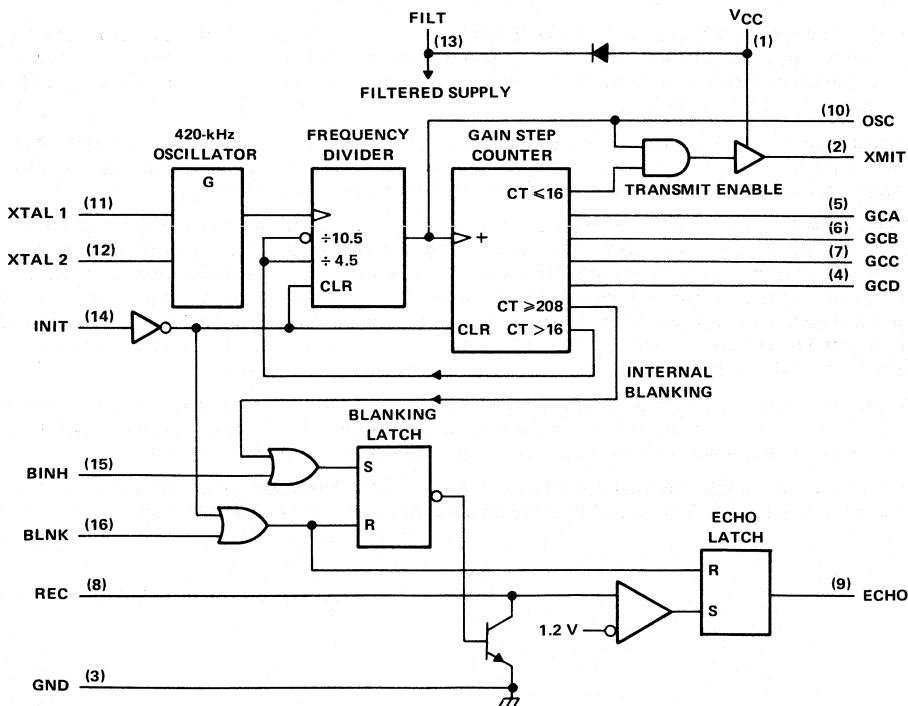 FILT
VCC
(13)
(1)
FILTERED SUPPLY
(10)
OSC
420-kHz
OSCILLATOR
FREQUENCY
DIVIDER
GAIN STEP
COUNTER
(2)
XMIT
G
CT ≤16
TRANSMIT ENABLE
XTAL 1
(11)
(5)
GCA
+
÷10.5
(6)
GCB
XTAL 2
(12)
÷ 4.5
(7)
GCC
CLR
(4)
GCD
CT ≥208
INIT
(14)
CLR
CT >16
INTERNAL
BLANKING
BLANKING
LATCH
BINH
(15)
S
BLNK
(16)
R
ECHO
LATCH
REC
(8)
R
(9)
ECHO
S
1.2 V
GND
(3)